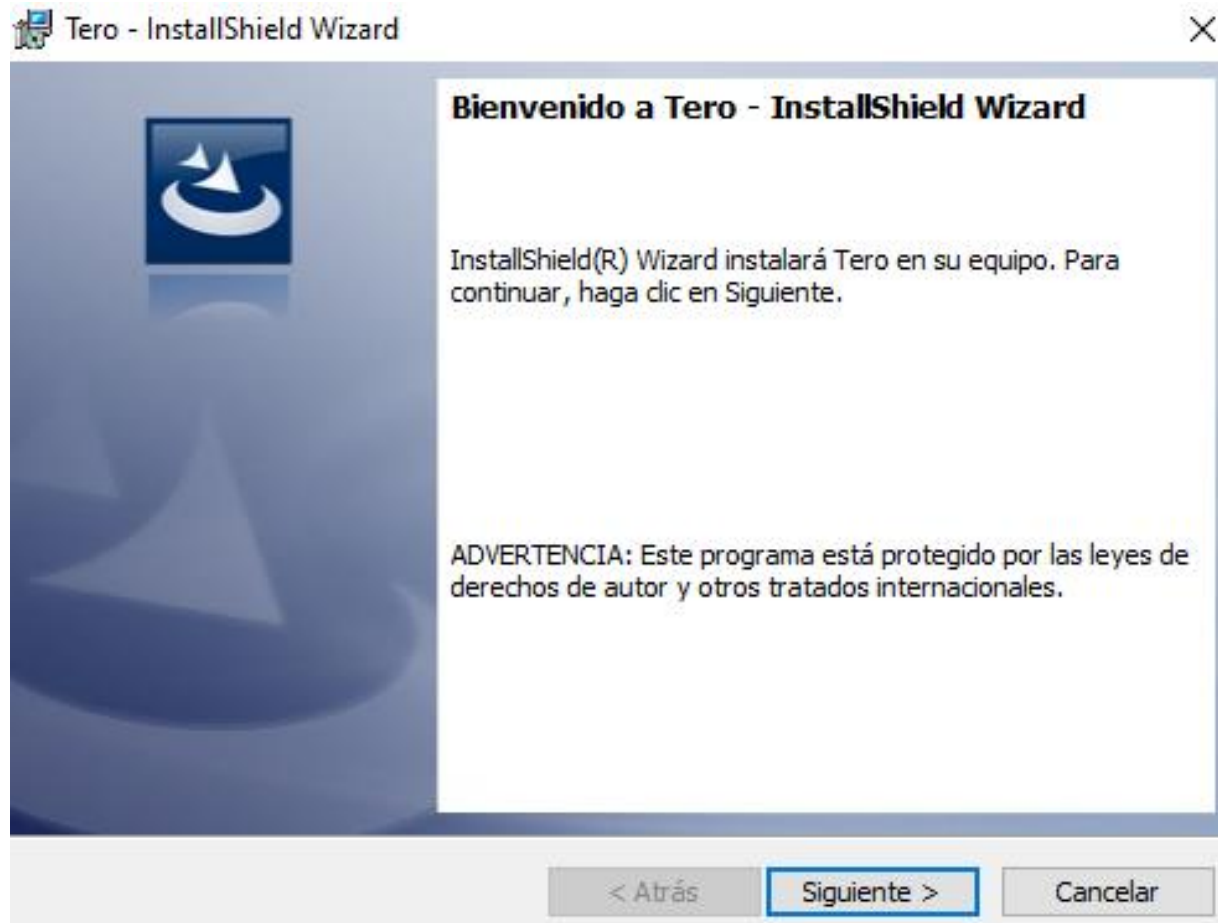 Tero - InstallShield Wizard
Bienvenido a Tero - InstallShield Wizard
InstallShield(R) Wizard instalará Tero en su equipo. Para
continuar, haga clic en Siguiente.
ADVERTENCIA: Este programa está protegido por las leyes de
derechos de autor y otros tratados internacionales.
< Atrás
Siguiente >
Cancelar